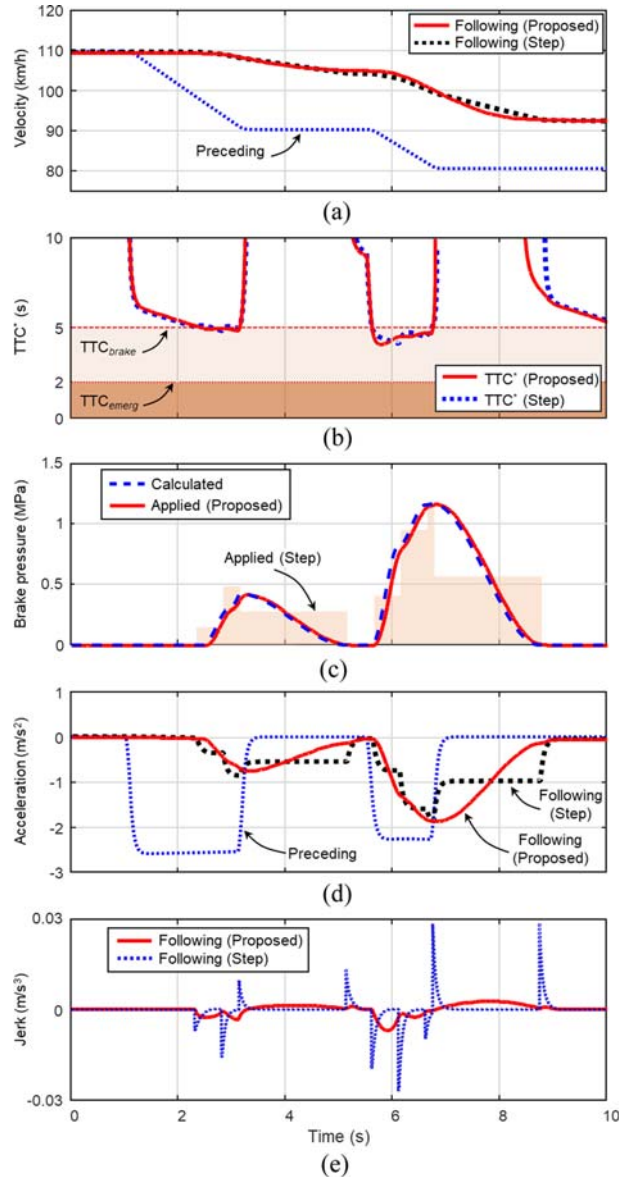 120
110
100
90
80
Velocity (km/h)
Following (Proposed)
Following (Step)
Preceding
(a)
10
5
2
0
TTC* (s)
TTCbrake
TTCemerg
TTC* (Proposed)
TTC* (Step)
(b)
1.5
1
0.5
0
Brake pressure (MPa)
Calculated
Applied (Proposed)
Applied (Step)
(c)
1
0
-1
-2
-3
Acceleration (m/s²)
Preceding
Following
(Step)
Following
(Proposed)
(d)
0.03
0
-0.03
Jerk (m/s³)
Following (Proposed)
Following (Step)
0 2 4 6 8 10
Time (s)
(e)